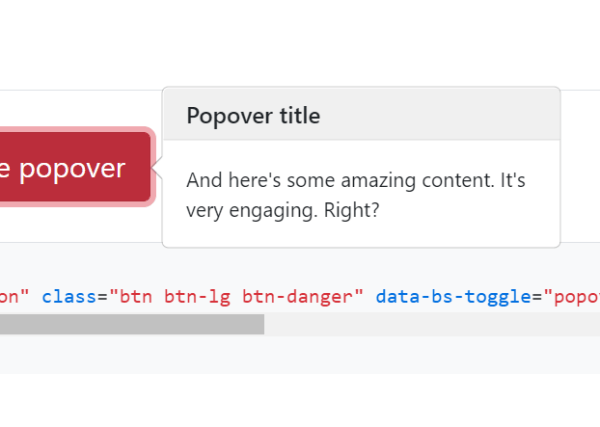 Popover title
e popover
And here's some amazing content. It's
very engaging. Right?
on" class="btn btn-lg btn-danger" data-bs-toggle="popo